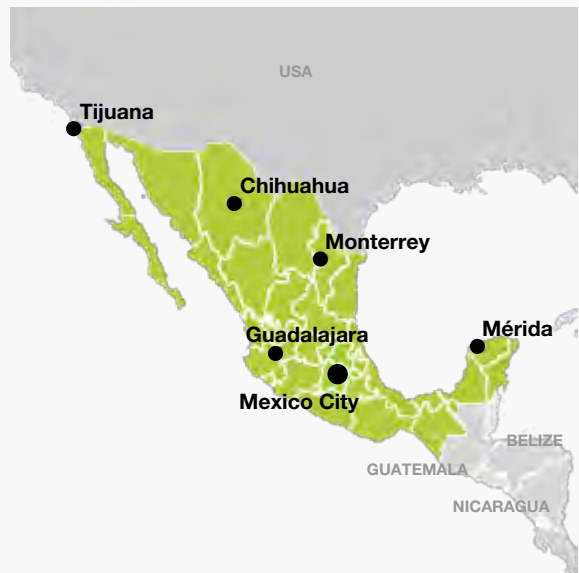 USA
Tijuana
Chihuahua
Monterrey
Guadalajara
Mérida
Mexico City
BELIZE
GUATEMALA
NICARAGUA